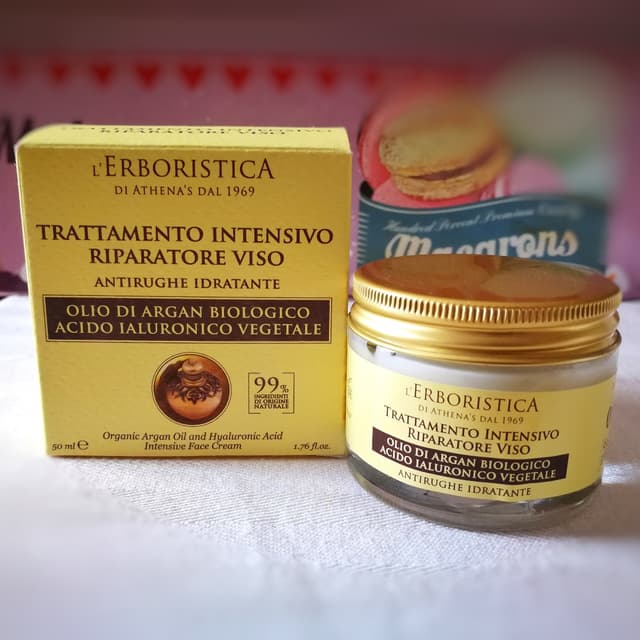 L'ERBORISTICA
DI ATHENA'S DAL 1969
TRATTAMENTO INTENSIVO
RIPARATORE VISO
ANTIRUGHE IDRATANTE
OLIO DI ARGAN BIOLOGICO
ACIDO IALURONICO VEGETALE
99%
INGREDIENTI
DI ORIGINE
NATURALE
Organic Argan Oil and Hyaluronic Acid
Intensive Face Cream
50 ml ℮
1.76 fl.oz.
Hundred Percent Premium
Macarons
L'ERBORISTICA
DI ATHENA'S DAL 1969
TRATTAMENTO INTENSIVO
RIPARATORE VISO
OLIO DI ARGAN BIOLOGICO
ACIDO IALURONICO VEGETALE
ANTIRUGHE IDRATANTE